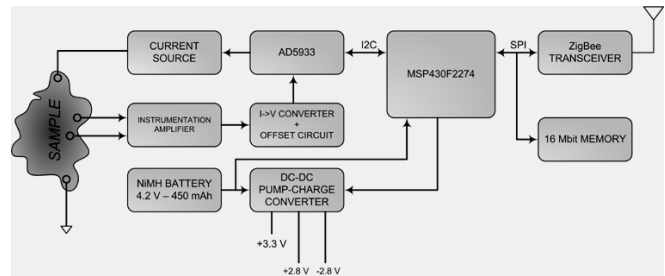 CURRENT
SOURCE
AD5933
I2C
MSP430F2274
SPI
ZigBee
TRANSCEIVER
SAMPLE
INSTRUMENTATION
AMPLIFIER
I->V CONVERTER
+
OFFSET CIRCUIT
16 Mbit MEMORY
NiMH BATTERY
4.2 V – 450 mAh
DC-DC
PUMP-CHARGE
CONVERTER
+3.3 V
+2.8 V
-2.8 V